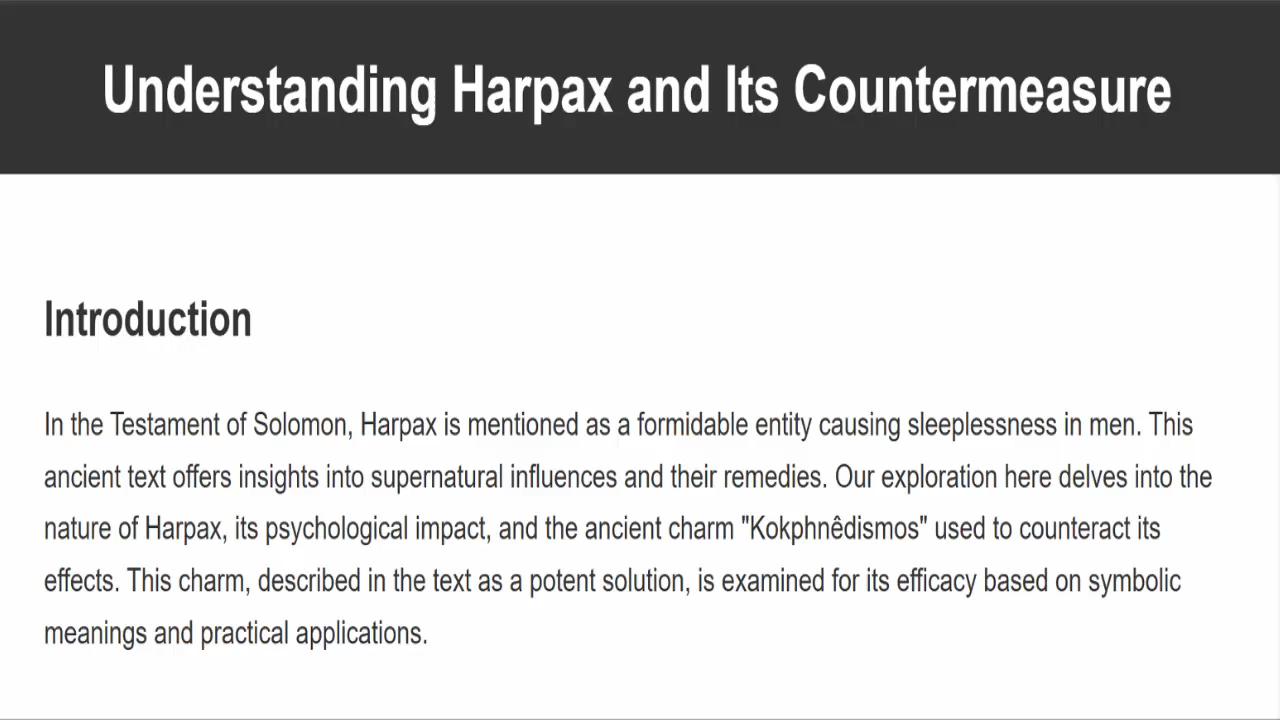 Understanding Harpax and Its Countermeasure
Introduction
In the Testament of Solomon, Harpax is mentioned as a formidable entity causing sleeplessness in men. This
ancient text offers insights into supernatural influences and their remedies. Our exploration here delves into the
nature of Harpax, its psychological impact, and the ancient charm "Kokphnêdismos" used to counteract its
effects. This charm, described in the text as a potent solution, is examined for its efficacy based on symbolic
meanings and practical applications.